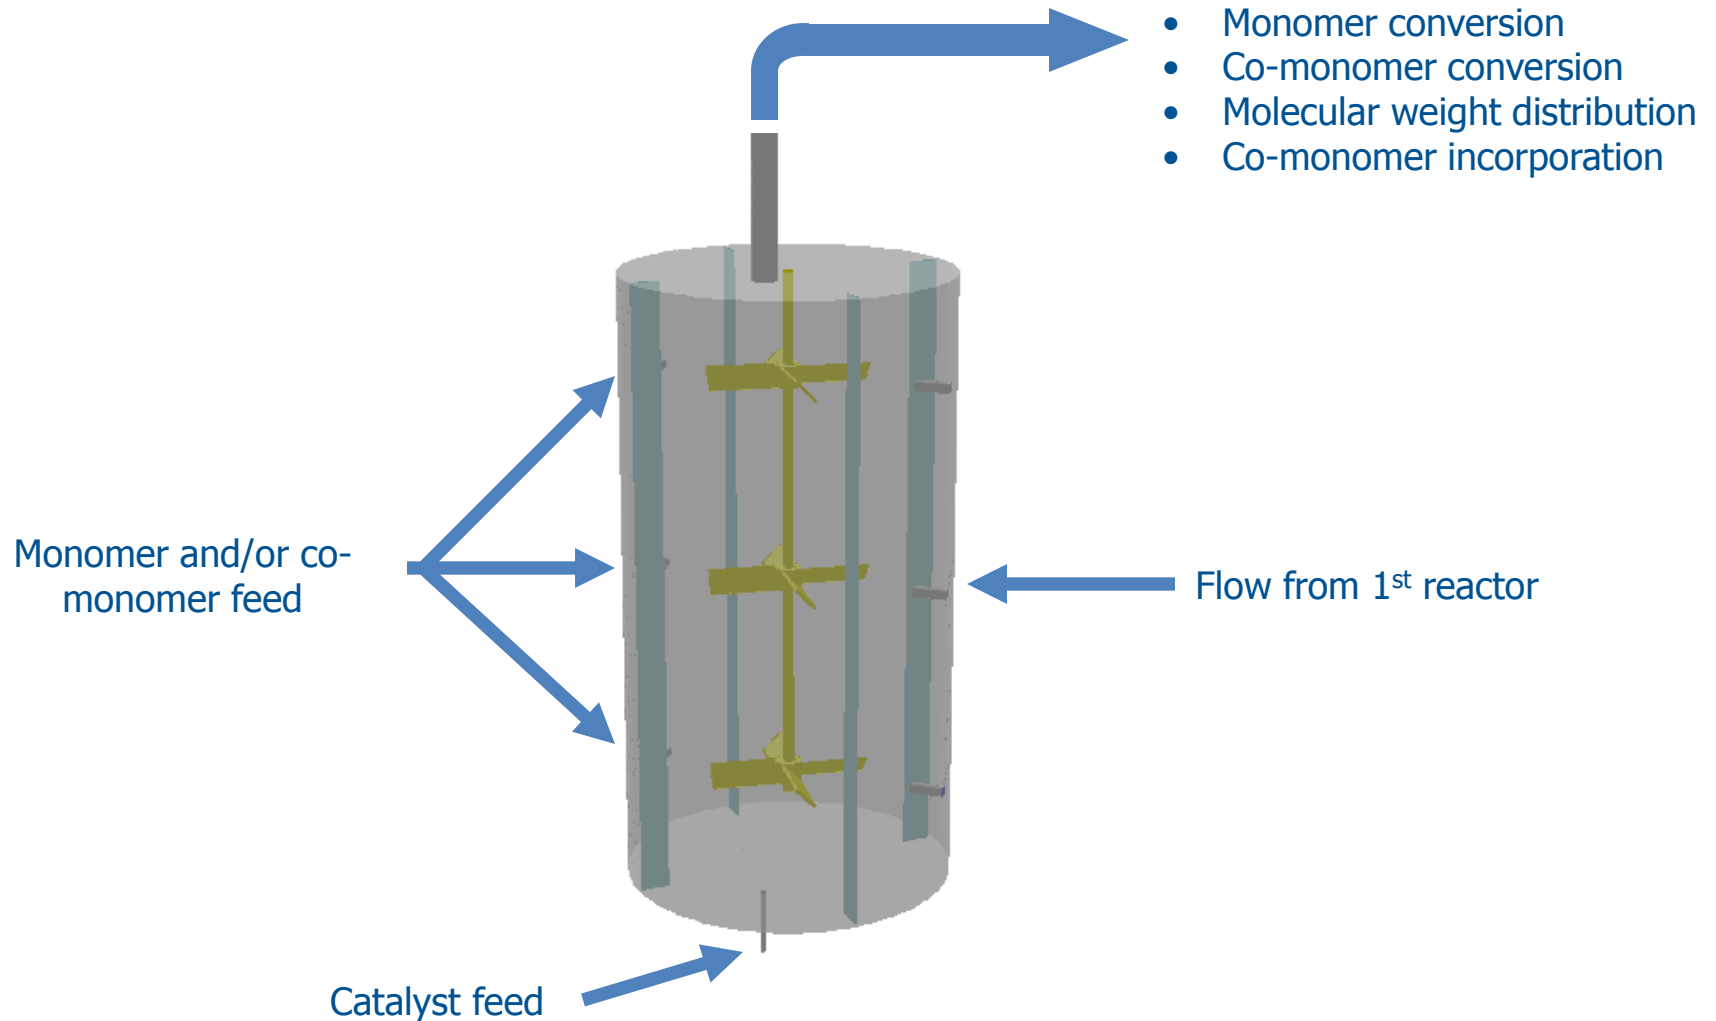 • Monomer conversion
• Co-monomer conversion
• Molecular weight distribution
• Co-monomer incorporation
Monomer and/or co-
monomer feed
Flow from 1st reactor
Catalyst feed